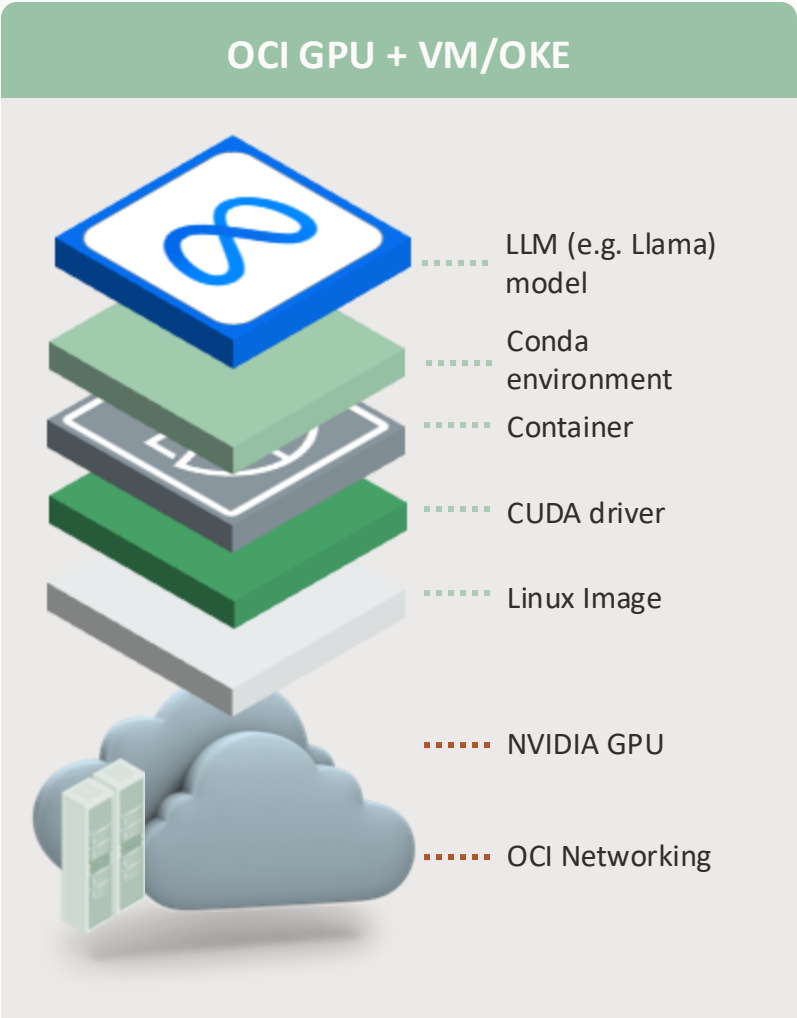 OCI GPU + VM/OKE
LLM (e.g. Llama)
model
Conda
environment
Container
CUDA driver
Linux Image
NVIDIA GPU
OCI Networking